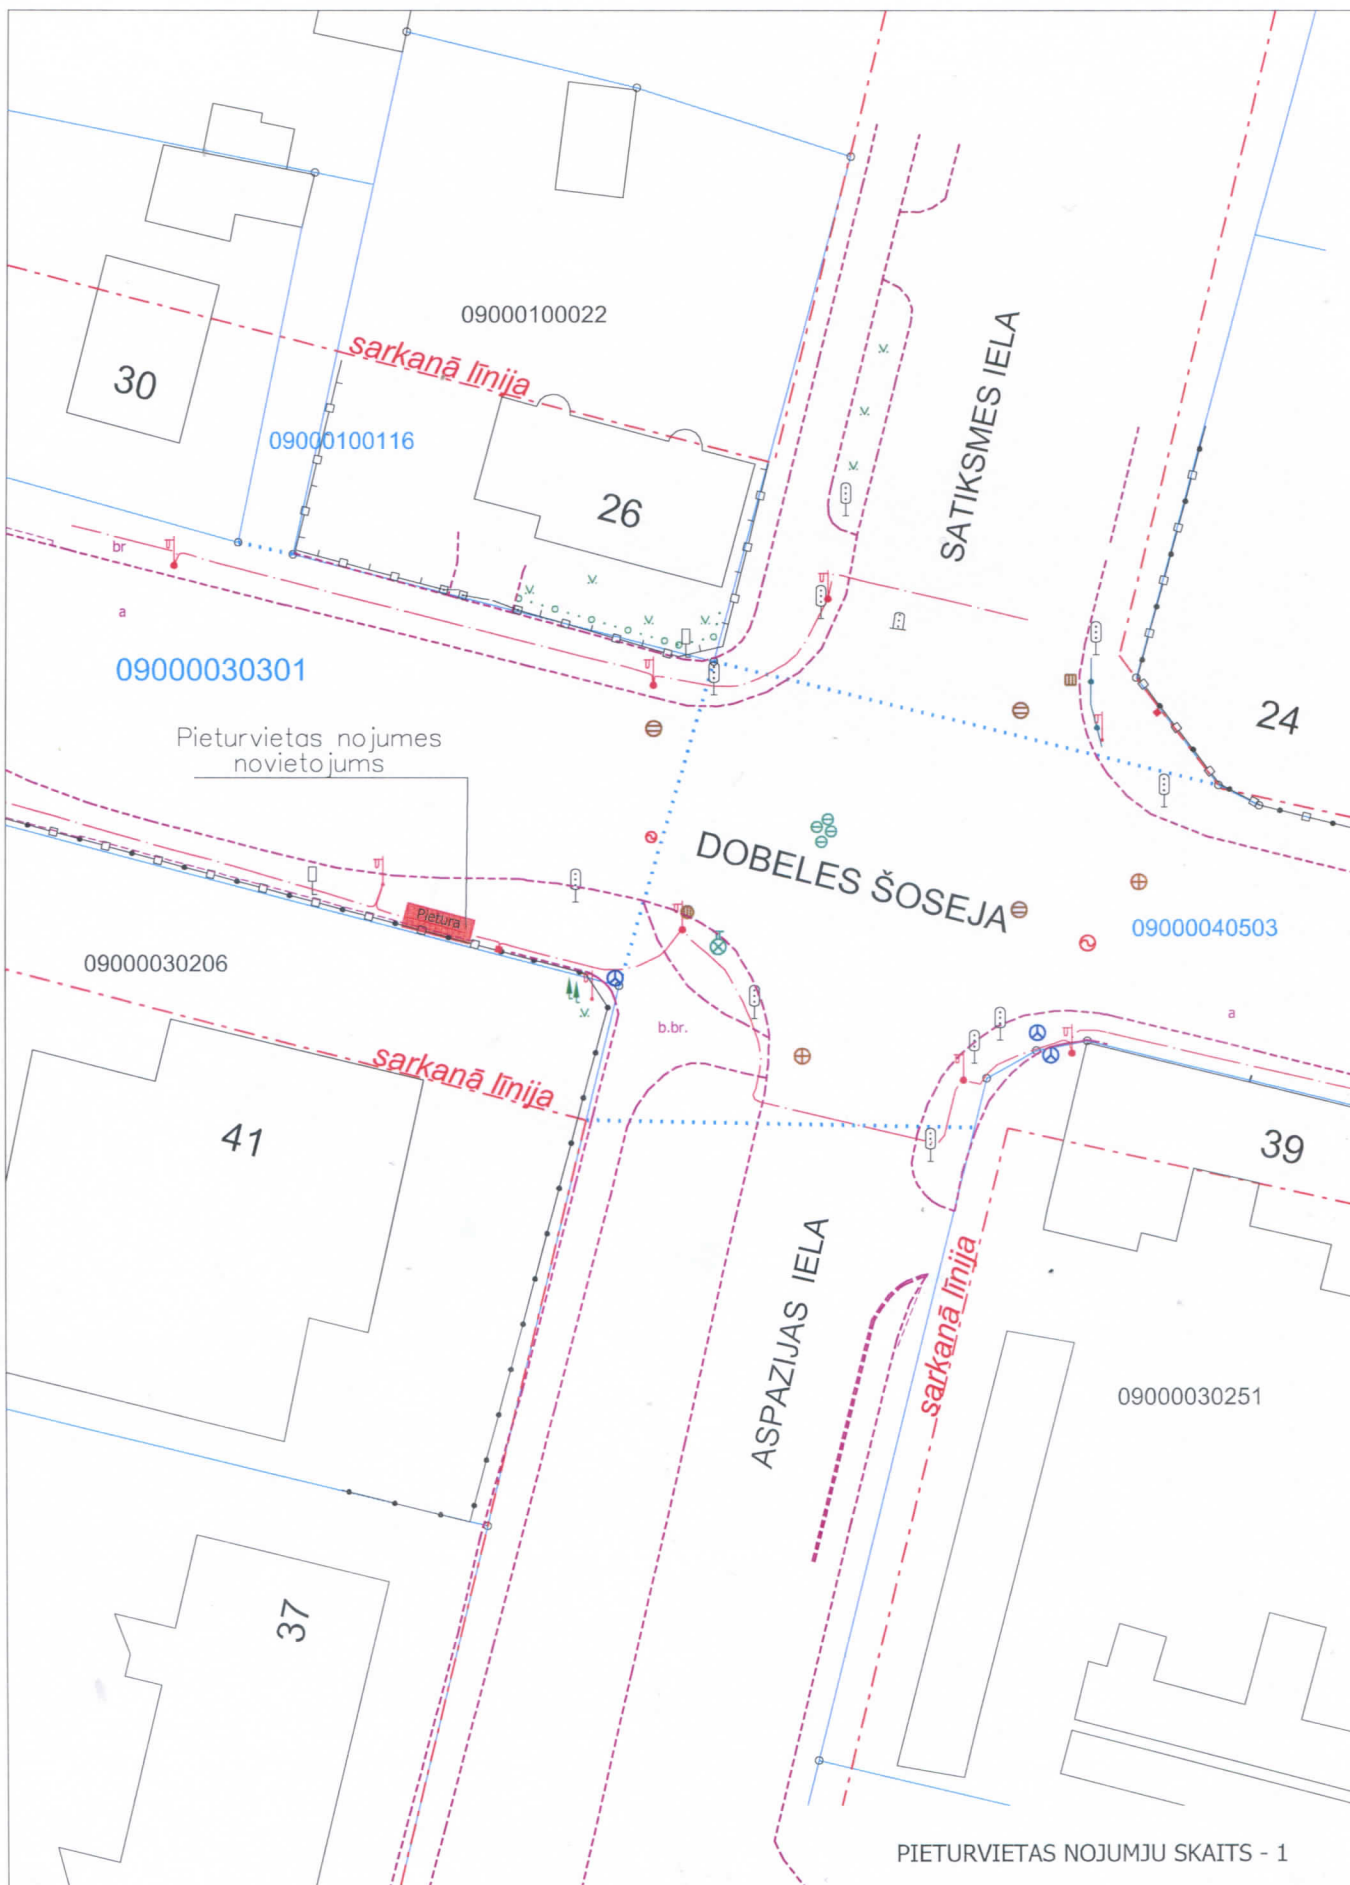 09000100022
sarkanā līnija
30
09000100116
26
SATIKSMES IELA
br
a
09000030301
24
Pieturvietas nojumes
novietojums
DOBELES ŠOSEJA
Pietura
09000040503
09000030206
b.br.
a
sarkanā līnija
41
39
ASPAZIJAS IELA
sarkanā līnija
09000030251
37
PIETURVIETAS NOJUMJU SKAITS - 1